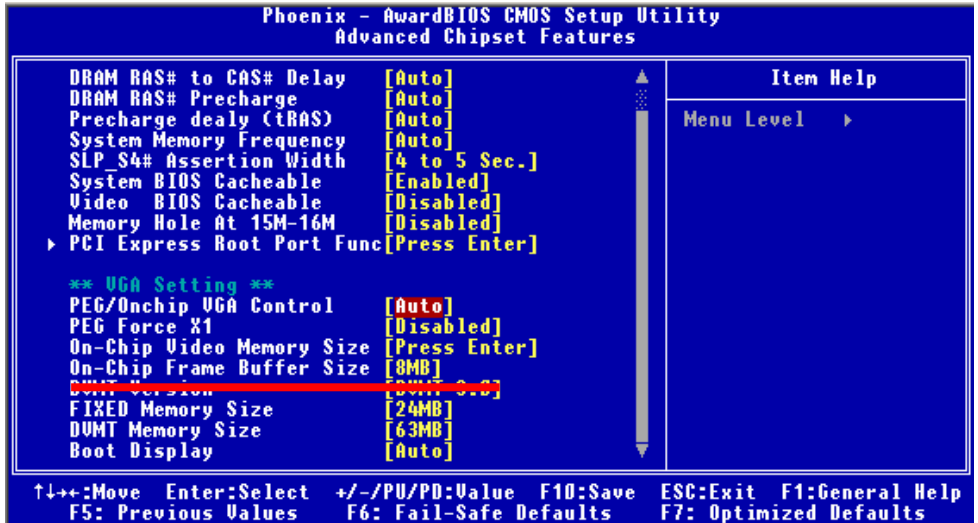 Phoenix - AwardBIOS CMOS Setup Utility
Advanced Chipset Features
DRAM RAS# to CAS# Delay [Auto]
DRAM RAS# Precharge [Auto]
Precharge dealy (tRAS) [Auto]
System Memory Frequency [Auto]
SLP_S4# Assertion Width [4 to 5 Sec.]
System BIOS Cacheable [Enabled]
Video BIOS Cacheable [Disabled]
Memory Hole At 15M-16M [Disabled]
PCI Express Root Port Func[Press Enter]
** VGA Setting **
PEG/Onchip VGA Control [Auto]
PEG Force X1 [Disabled]
On-Chip Video Memory Size [Press Enter]
On-Chip Frame Buffer Size [8MB]
DVMT Version [DVMT 3.0]
FIXED Memory Size [24MB]
DVMT Memory Size [63MB]
Boot Display [Auto]
Item Help
Menu Level ▸
↑↓→←:Move Enter:Select +/-/PU/PD:Value F10:Save ESC:Exit F1:General Help
F5: Previous Values F6: Fail-Safe Defaults F7: Optimized Defaults